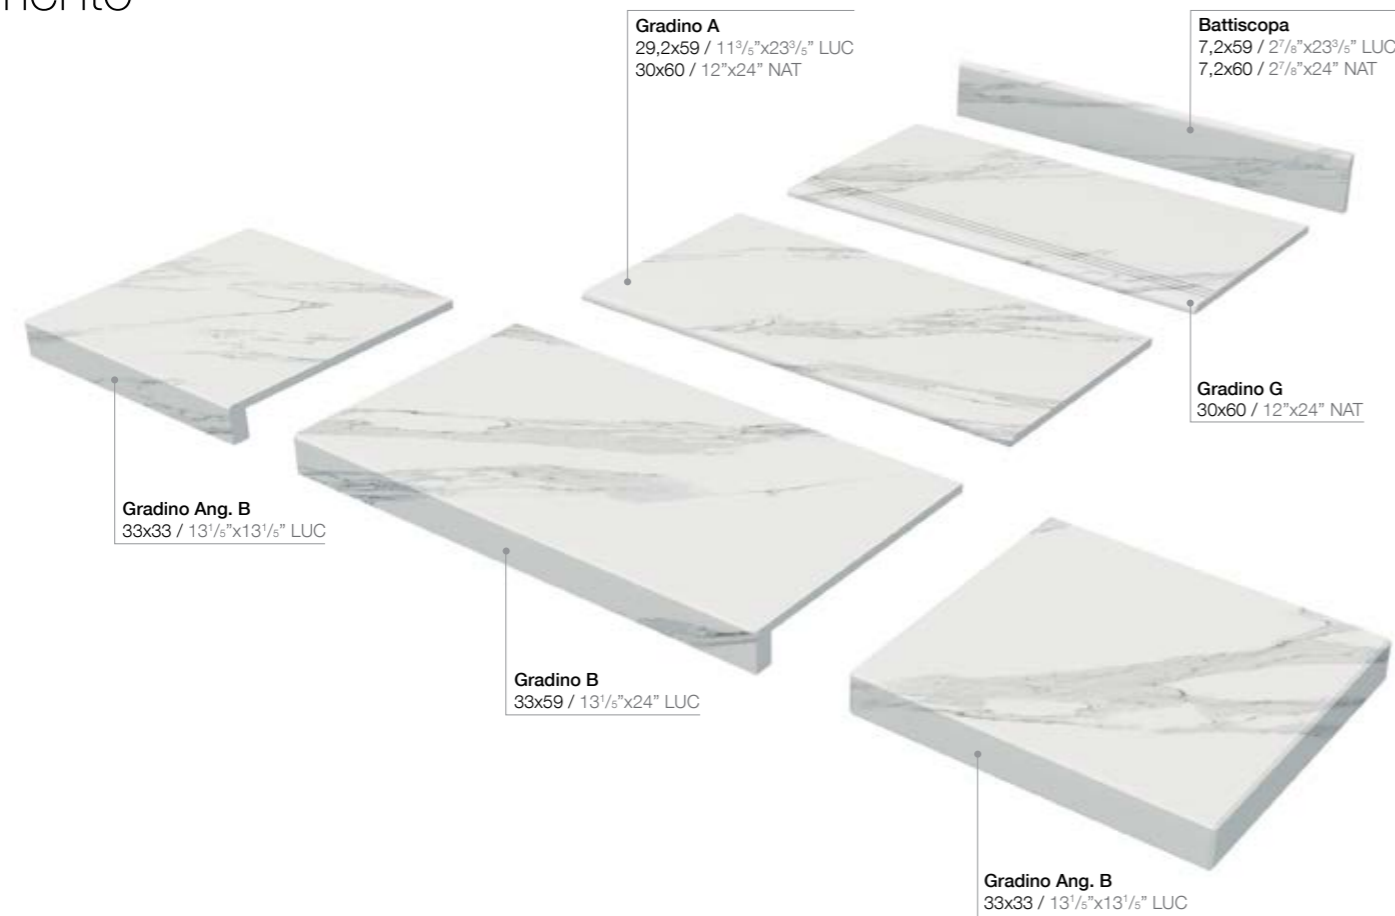 Gradino A
29,2x59 / 11³/₅”x23³/₅” LUC
30x60 / 12”x24” NAT
Battiscopa
7,2x59 / 2⁷/₈”x23³/₅” LUC
7,2x60 / 2⁷/₈”x24” NAT
Gradino G
30x60 / 12”x24” NAT
Gradino Ang. B
33x33 / 13¹/₅”x13¹/₅” LUC
Gradino B
33x59 / 13¹/₅”x24” LUC
Gradino Ang. B
33x33 / 13¹/₅”x13¹/₅” LUC